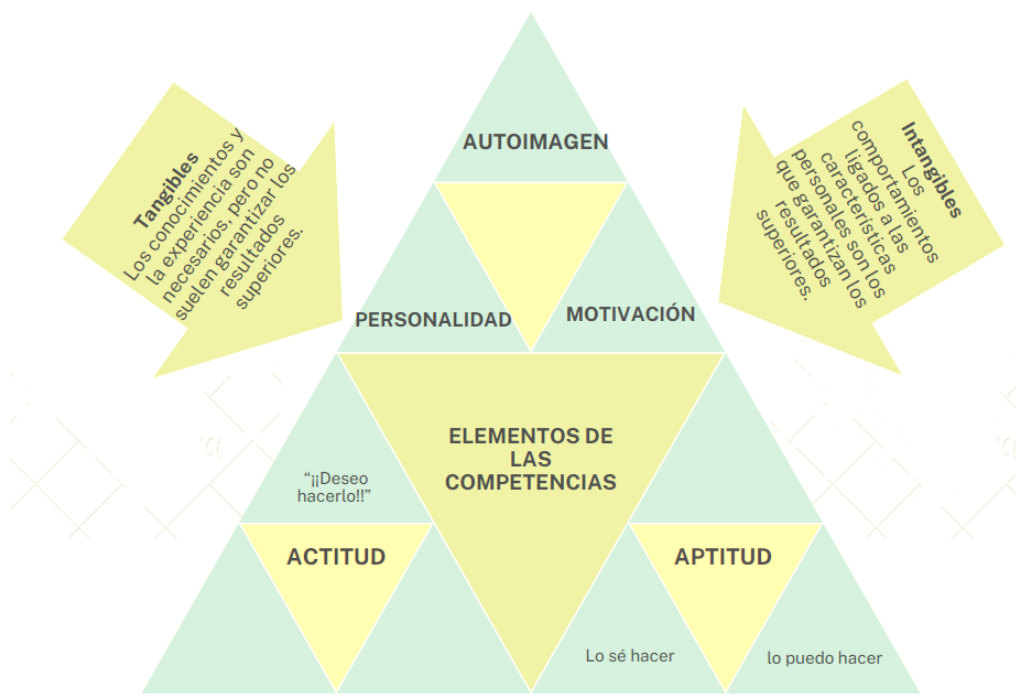 AUTOIMAGEN
Tangibles
Los conocimientos y
la experiencia son
necesarios, pero no
suelen garantizar los
resultados
superiores.
Intangibles
Los
comportamientos
ligados a las
características
personales son los
que garantizan los
resultados
superiores.
PERSONALIDAD
MOTIVACIÓN
ELEMENTOS DE
LAS
COMPETENCIAS
“¡¡Deseo
hacerlo!!”
ACTITUD
APTITUD
Lo sé hacer
lo puedo hacer